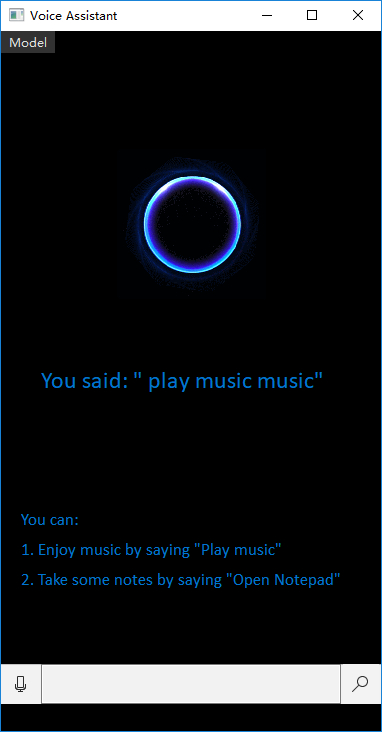 Voice Assistant
Model
You said: " play music music"
You can:
1. Enjoy music by saying "Play music"
2. Take some notes by saying "Open Notepad"